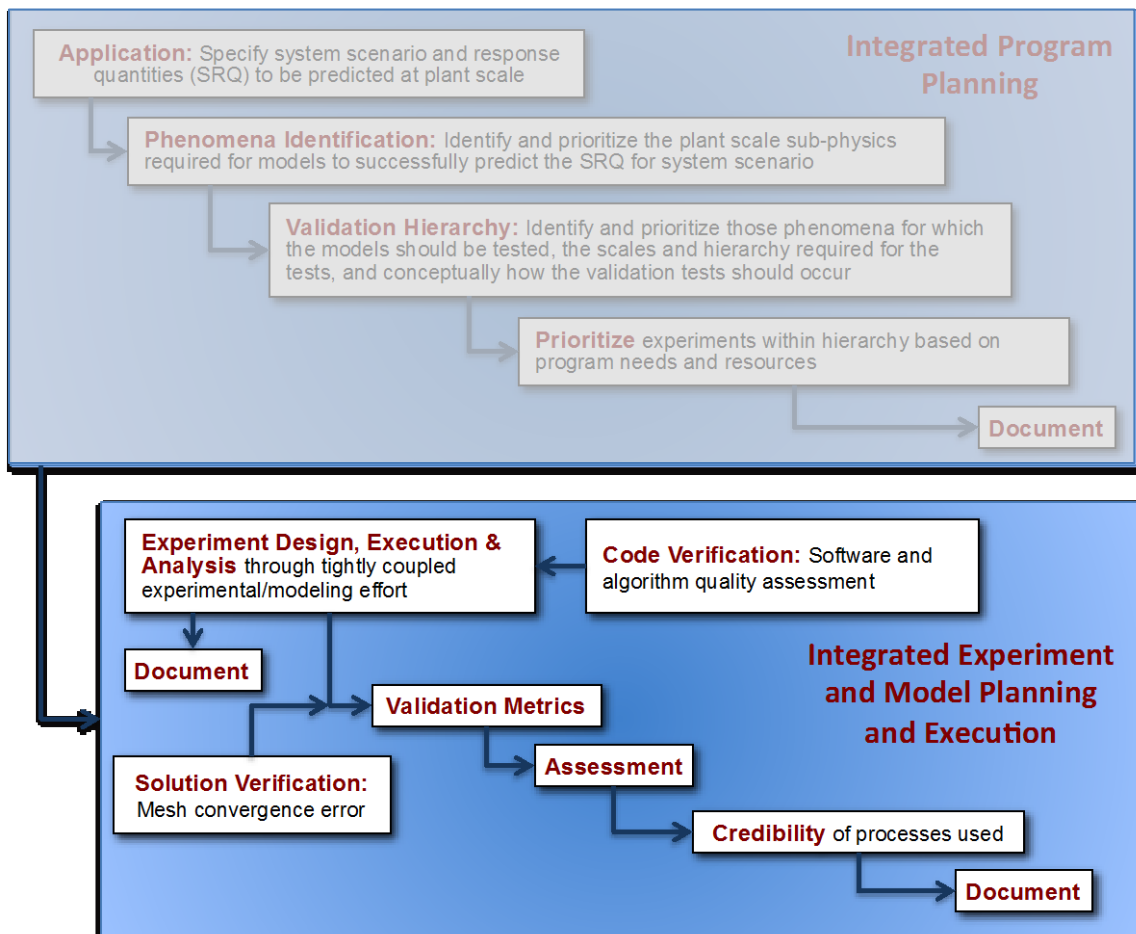 Integrated Program
Planning
Application: Specify system scenario and response
quantities (SRQ) to be predicted at plant scale
Phenomena Identification: Identify and prioritize the plant scale sub-physics
required for models to successfully predict the SRQ for system scenario
Validation Hierarchy: Identify and prioritize those phenomena for which
the models should be tested, the scales and hierarchy required for the
tests, and conceptually how the validation tests should occur
Prioritize experiments within hierarchy based on
program needs and resources
Document
Experiment Design, Execution &
Analysis through tightly coupled
experimental/modeling effort
Code Verification: Software and
algorithm quality assessment
Document
Integrated Experiment
and Model Planning
and Execution
Validation Metrics
Solution Verification:
Mesh convergence error
Assessment
Credibility of processes used
Document